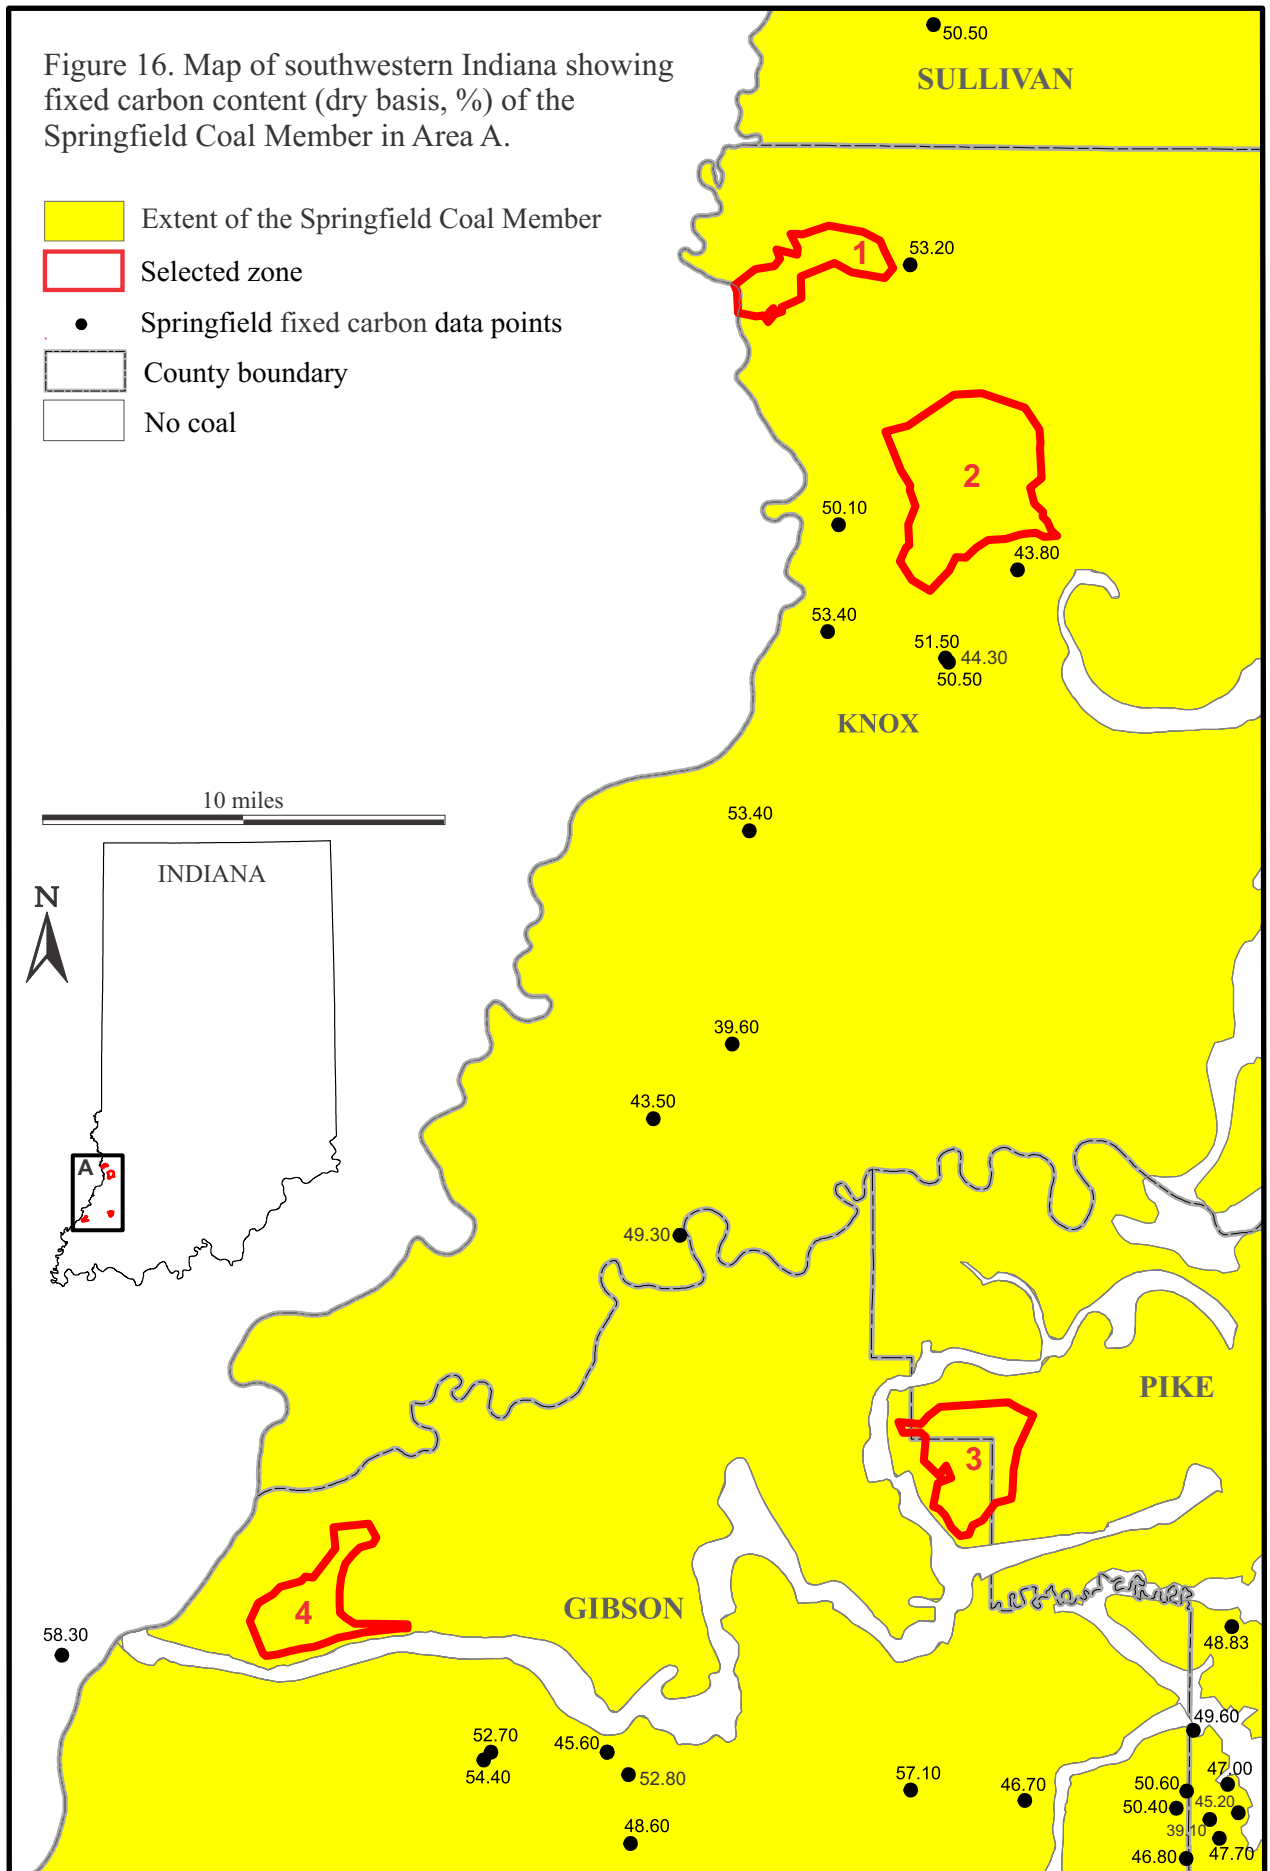 Figure 16. Map of southwestern Indiana showing
fixed carbon content (dry basis, %) of the
Springfield Coal Member in Area A.
Extent of the Springfield Coal Member
Selected zone
Springfield fixed carbon data points
County boundary
No coal
50.50
SULLIVAN
1
53.20
2
50.10
43.80
53.40
51.50
44.30
50.50
KNOX
10 miles
53.40
INDIANA
N
39.60
43.50
A
49.30
PIKE
3
4
GIBSON
58.30
48.83
49.60
52.70
45.60
54.40
52.80
57.10
46.70
47.00
50.60
50.40
45.20
48.60
39.10
46.80
47.70